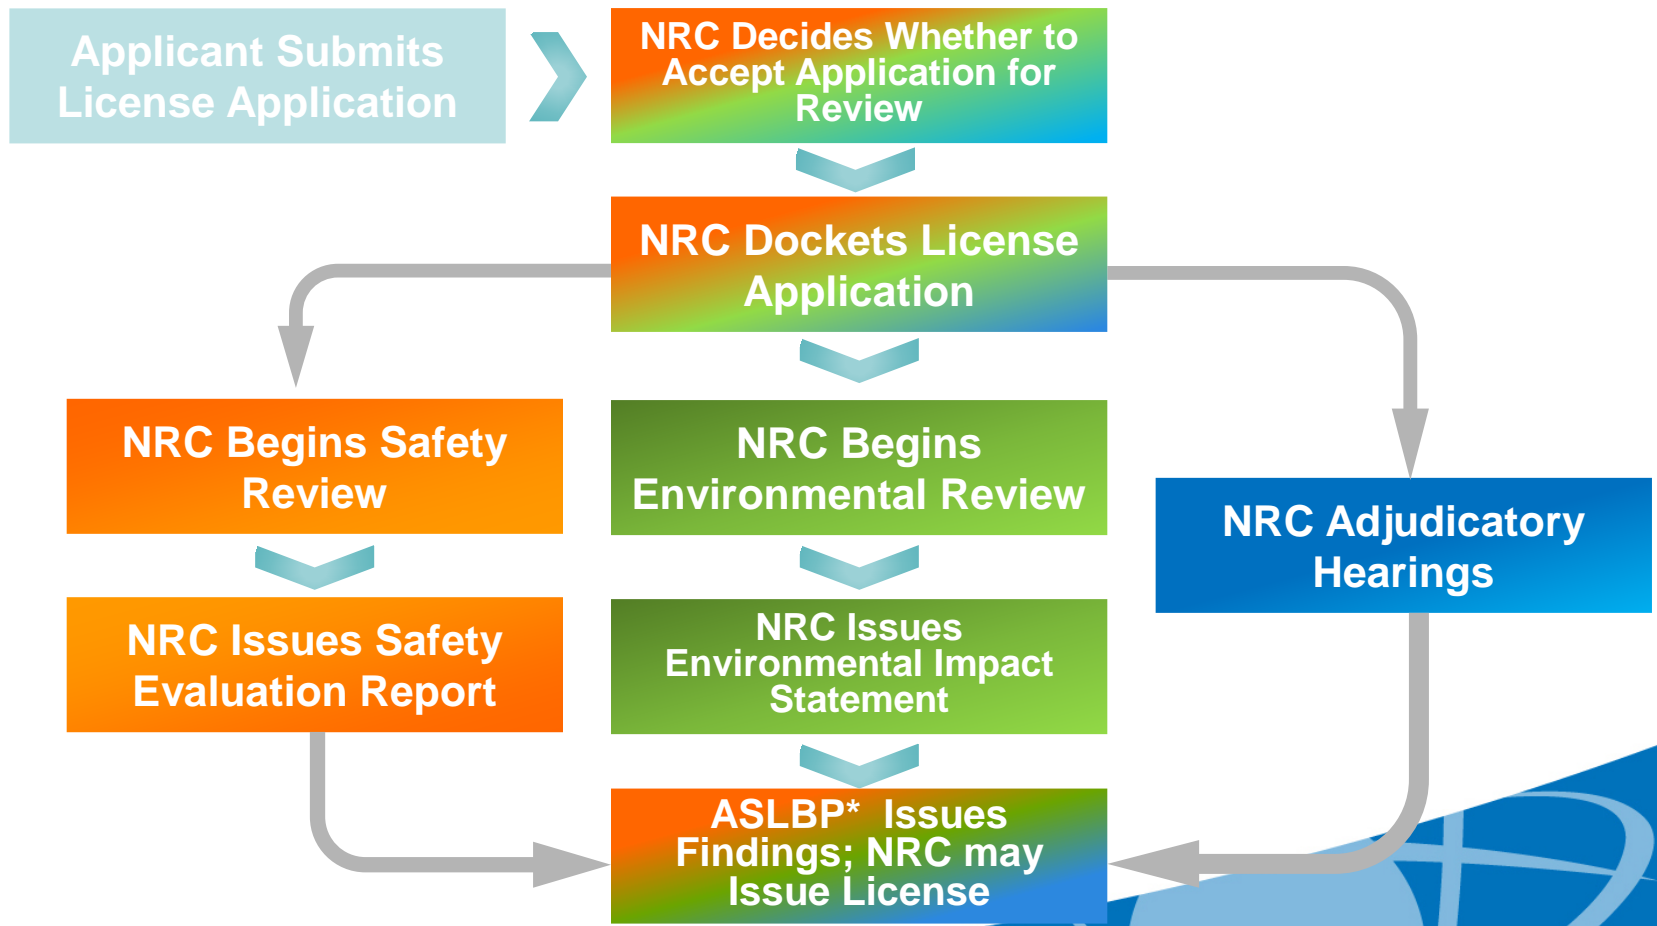 Applicant Submits
License Application
NRC Decides Whether to
Accept Application for
Review
NRC Dockets License
Application
NRC Begins Safety
Review
NRC Begins
Environmental Review
NRC Adjudicatory
Hearings
NRC Issues Safety
Evaluation Report
NRC Issues
Environmental Impact
Statement
ASLBP* Issues
Findings; NRC may
Issue License